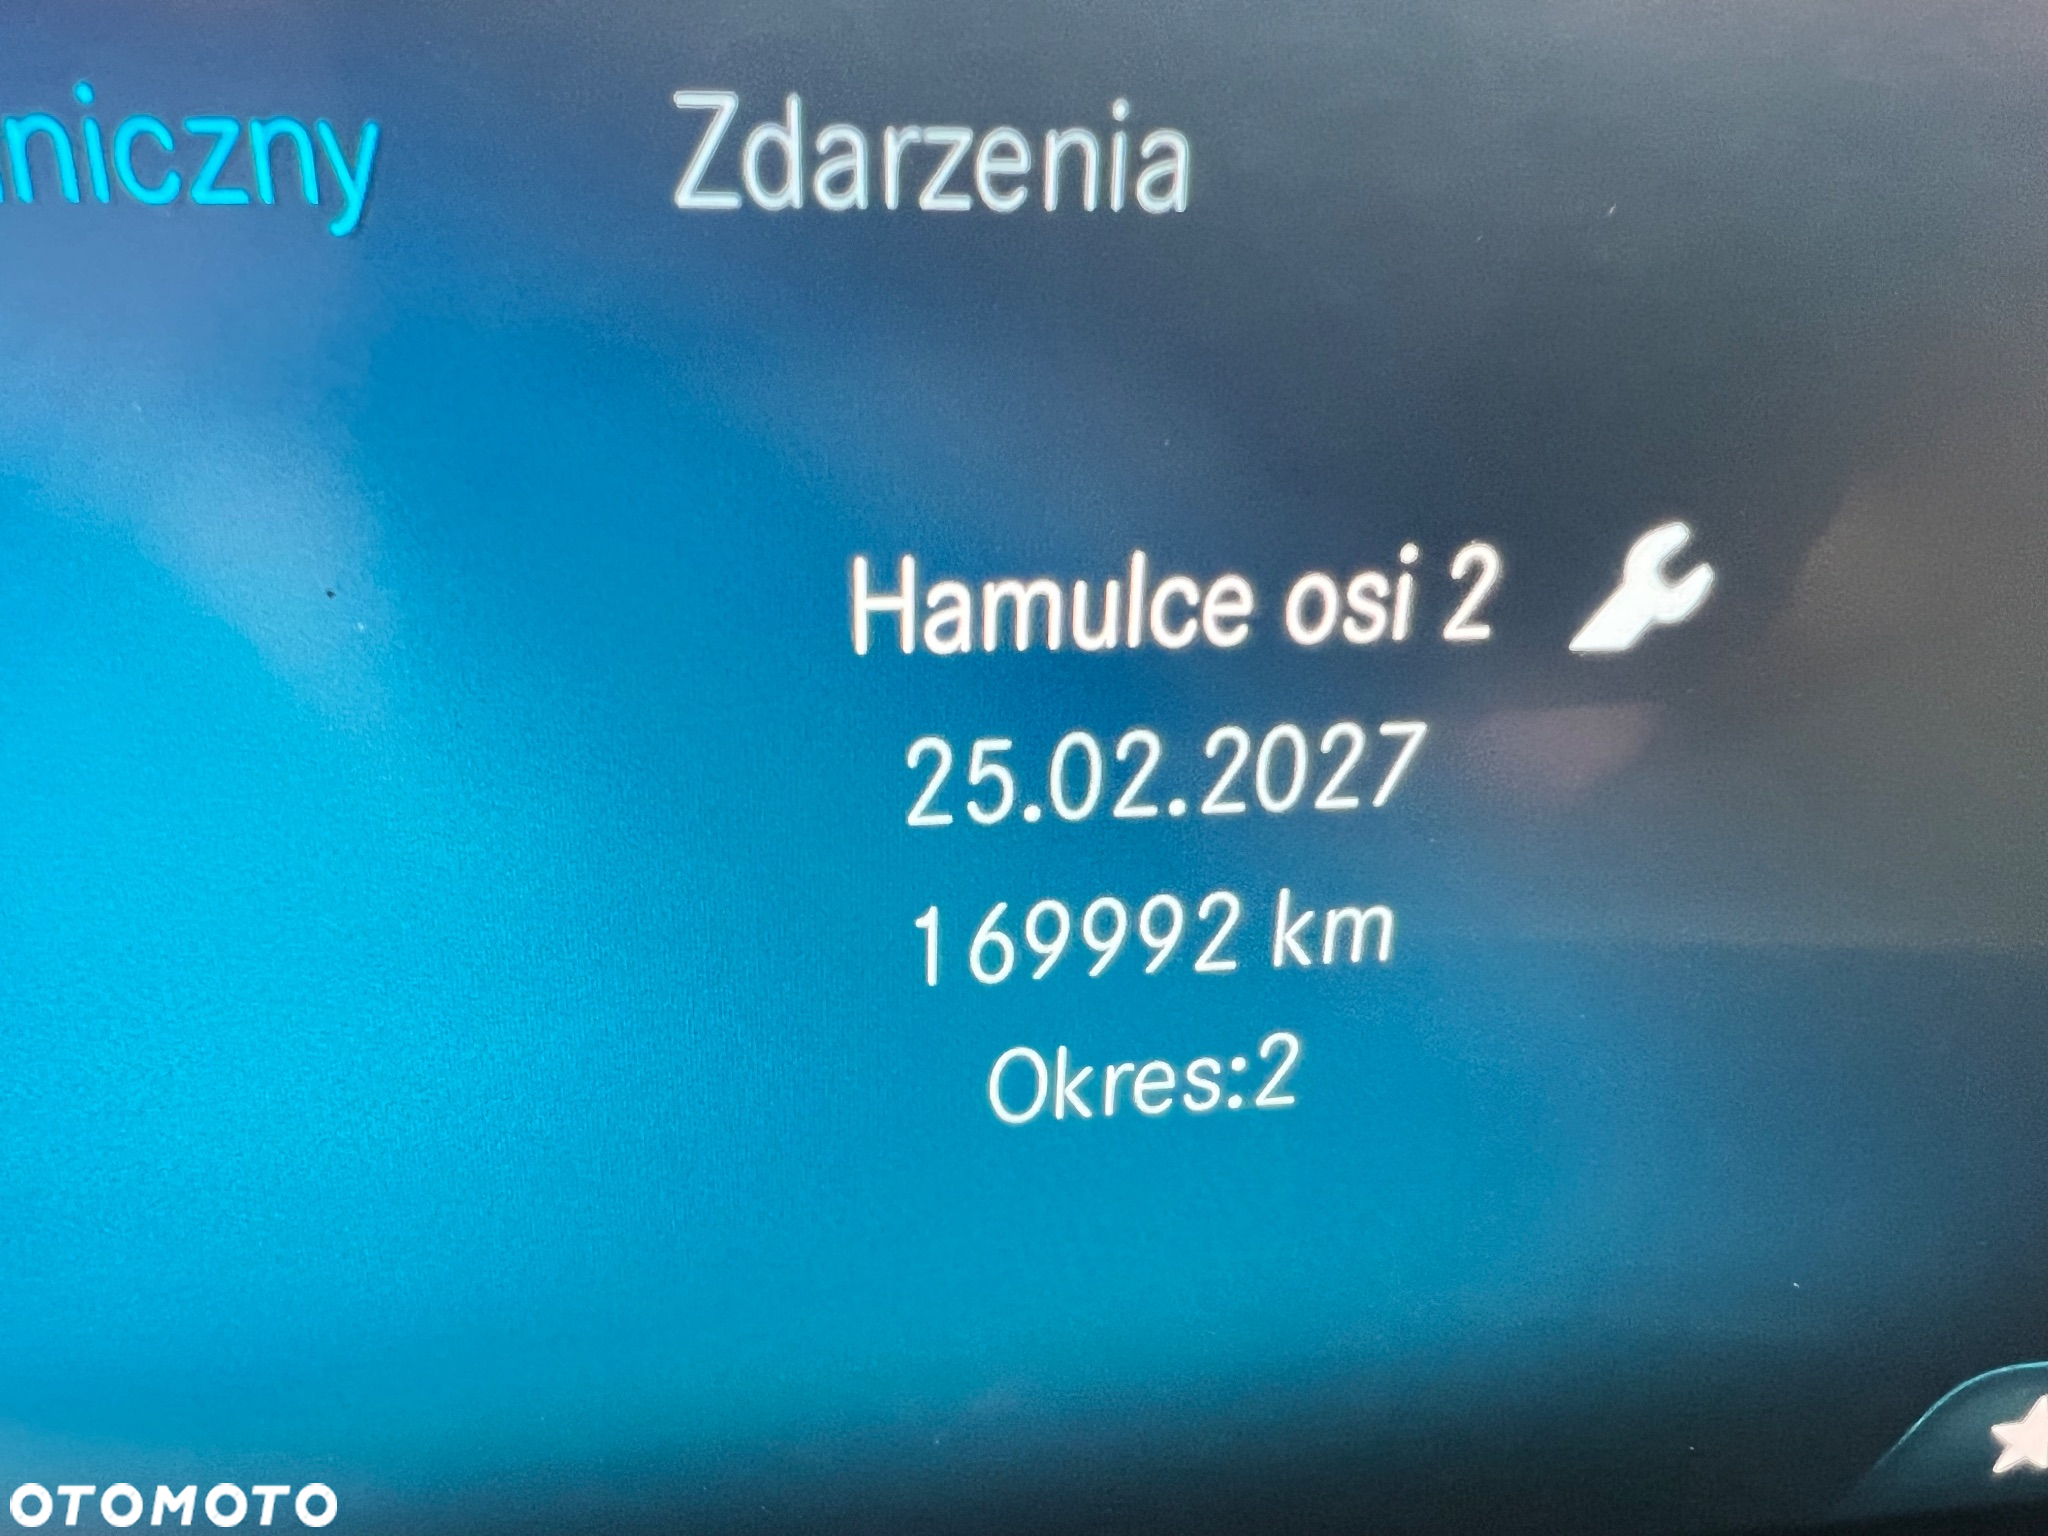 niczny Zdarzenia
Hamulce osi 2
25.02.2027
169992 km
Okres:2
OTOMOTO